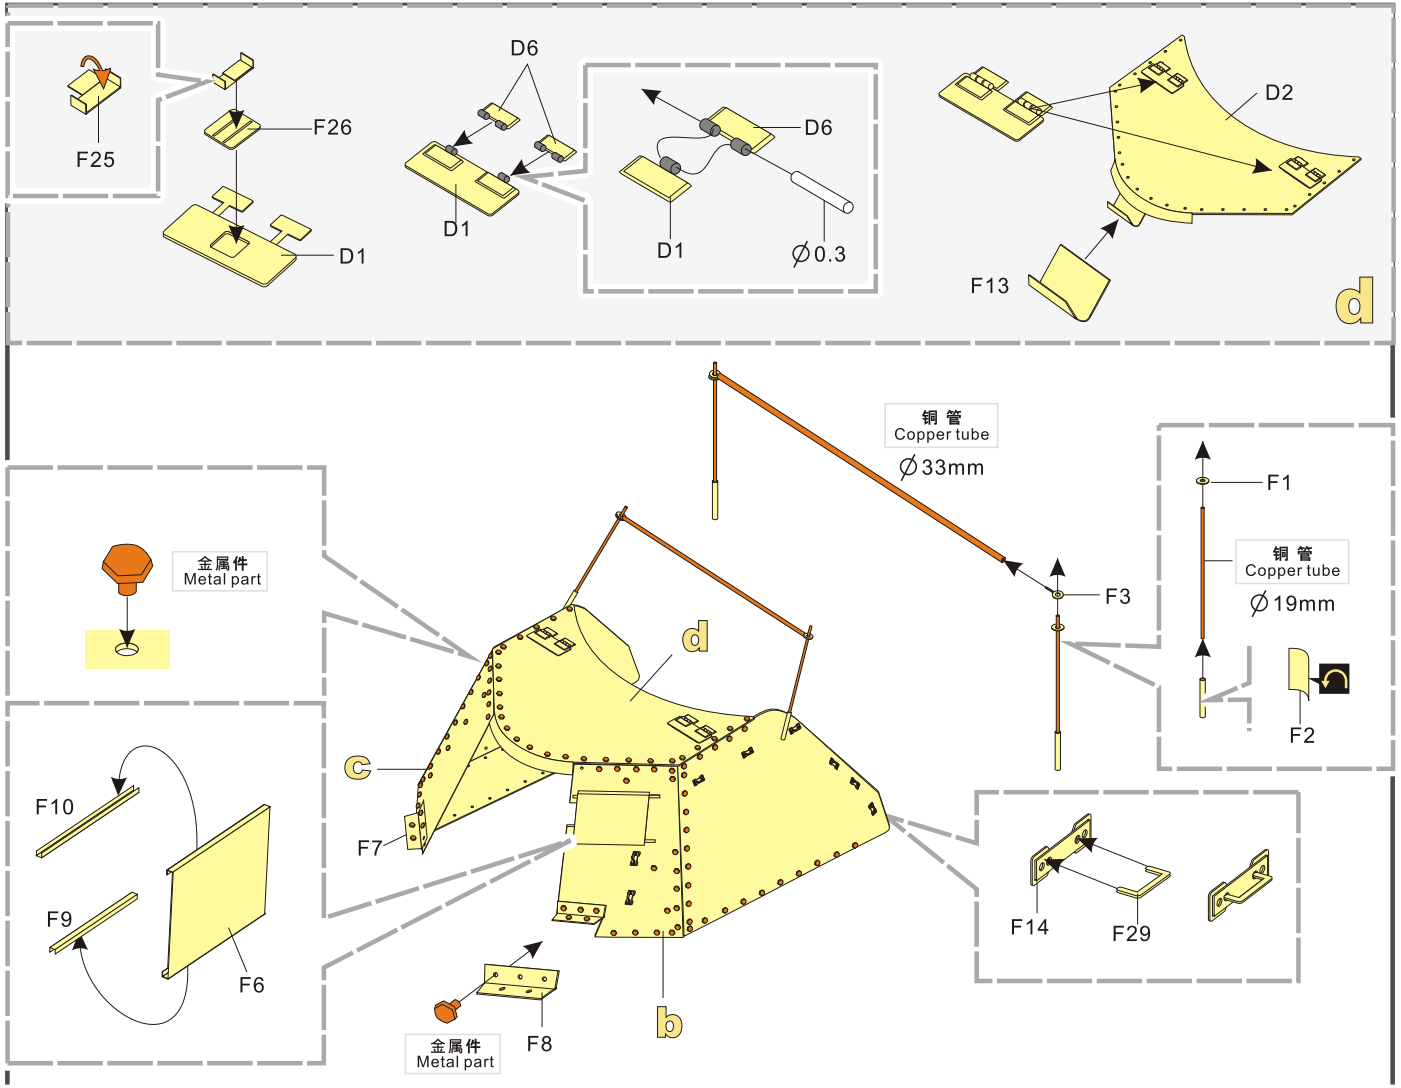 F25
F26
D1
D6
D1
D6
D1
∅0.3
D2
F13
d
铜管
Copper tube
∅33mm
F1
铜管
Copper tube
∅19mm
F3
F2
金属件
Metal part
d
c
F7
F10
F9
F6
F14
F29
b
F8
金属件
Metal part